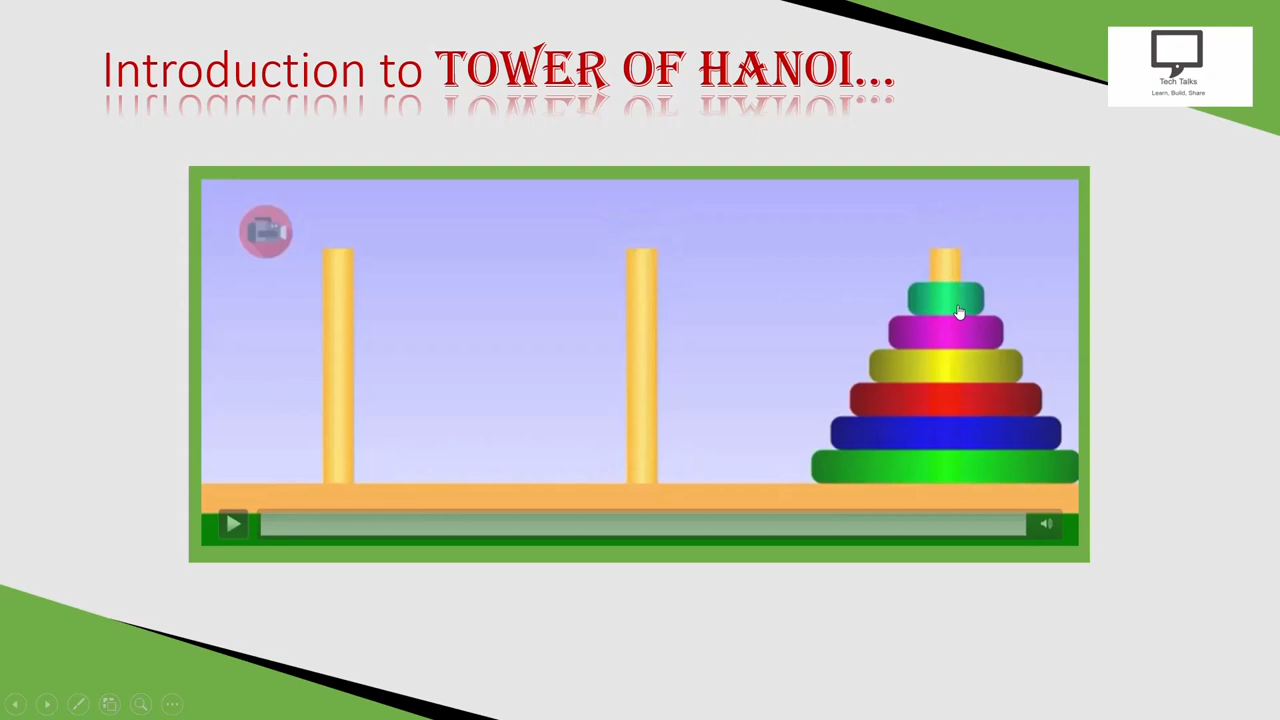 Introduction to TOWER OF HANOI...
Tech Talks
Learn, Build, Share